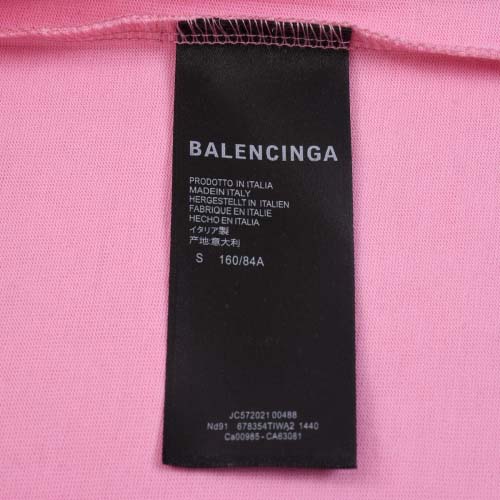 BALENCINGA
PRODOTTO IN ITALIA
MADEIN ITALY
HERGESTELLT IN ITALIEN
FABRIQUE EN ITALIE
HECHO EN ITALIA
イタリア製
产地:意大利
S 160/84A
JC572021 00488
Nd91 678354TIWA2 1440
Ca00985-CA63081